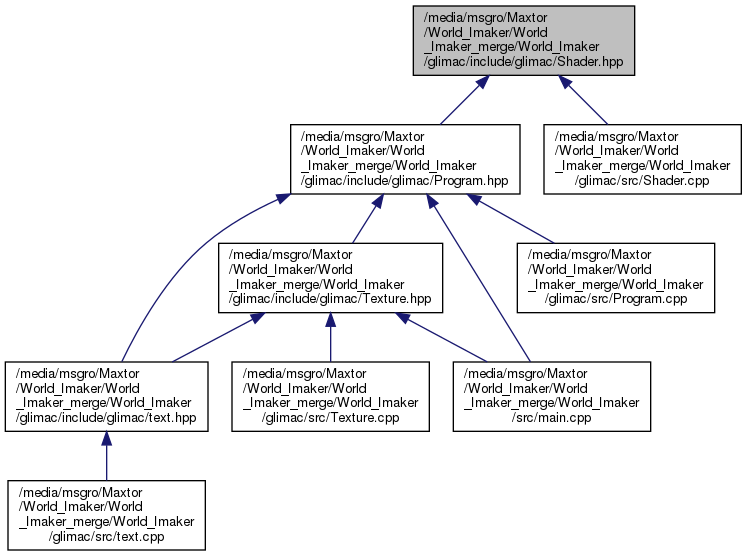 /media/msgro/Maxtor
/World_Imaker/World
_Imaker_merge/World_Imaker
/glimac/include/glimac/Shader.hpp
/media/msgro/Maxtor
/World_Imaker/World
_Imaker_merge/World_Imaker
/glimac/include/glimac/Program.hpp
/media/msgro/Maxtor
/World_Imaker/World
_Imaker_merge/World_Imaker
/glimac/src/Shader.cpp
/media/msgro/Maxtor
/World_Imaker/World
_Imaker_merge/World_Imaker
/glimac/include/glimac/Texture.hpp
/media/msgro/Maxtor
/World_Imaker/World
_Imaker_merge/World_Imaker
/glimac/src/Program.cpp
/media/msgro/Maxtor
/World_Imaker/World
_Imaker_merge/World_Imaker
/glimac/include/glimac/text.hpp
/media/msgro/Maxtor
/World_Imaker/World
_Imaker_merge/World_Imaker
/glimac/src/Texture.cpp
/media/msgro/Maxtor
/World_Imaker/World
_Imaker_merge/World_Imaker
/src/main.cpp
/media/msgro/Maxtor
/World_Imaker/World
_Imaker_merge/World_Imaker
/glimac/src/text.cpp